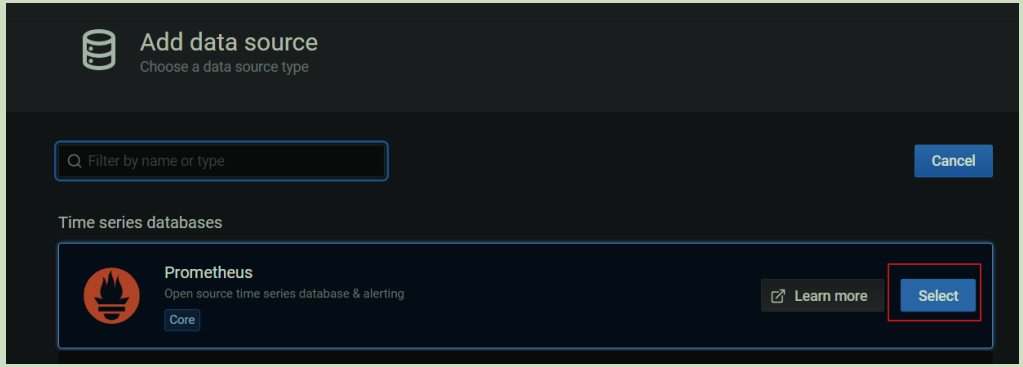 Add data source
Choose a data source type
Filter by name or type
Cancel
Time series databases
Prometheus
Open source time series database & alerting
Core
Learn more
Select